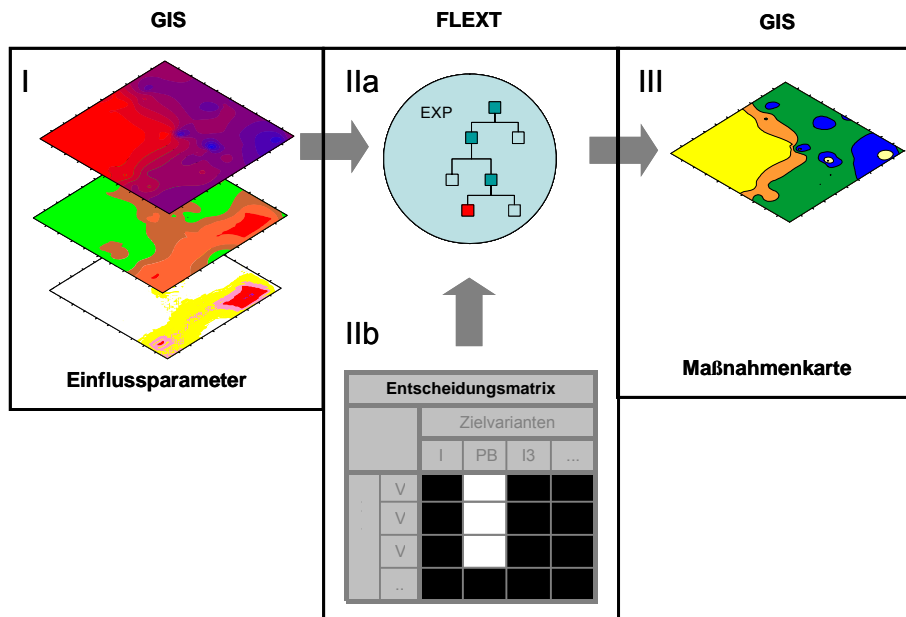 GIS
FLEXT
GIS
I
IIa
III
EXP
IIb
Einflussparameter
Maßnahmenkarte
Entscheidungsmatrix
Zielvarianten
I PB I3 ...
V
V
V
..